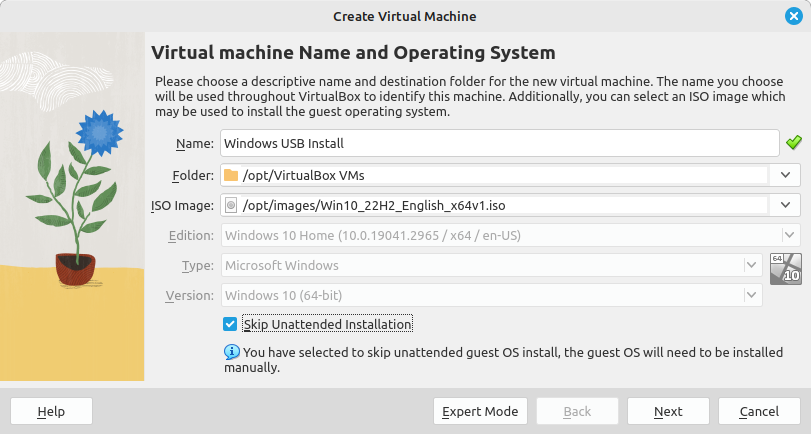 Create Virtual Machine
Virtual machine Name and Operating System
Please choose a descriptive name and destination folder for the new virtual machine. The name you choose
will be used throughout VirtualBox to identify this machine. Additionally, you can select an ISO image which
may be used to install the guest operating system.
Name: Windows USB Install
Folder: /opt/VirtualBox VMs
ISO Image: /opt/images/Win10_22H2_English_x64v1.iso
Edition: Windows 10 Home (10.0.19041.2965 / x64 / en-US)
Type: Microsoft Windows
64
10
Version: Windows 10 (64-bit)
Skip Unattended Installation
You have selected to skip unattended guest OS install, the guest OS will need to be installed
manually.
Help Expert Mode Back Next Cancel